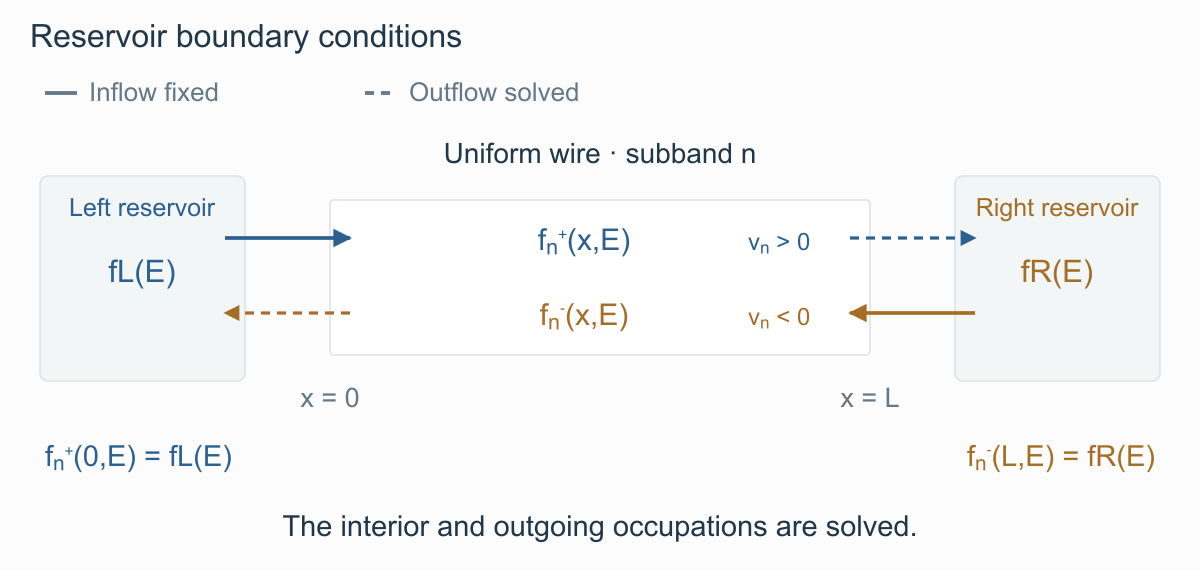 Reservoir boundary conditions
Inflow fixed
Outflow solved
Uniform wire · subband n
Left reservoir
Right reservoir
fₙ⁺(x,E)
vₙ > 0
fL(E)
fR(E)
fₙ⁻(x,E)
vₙ < 0
x = 0
x = L
fₙ⁺(0,E) = fL(E)
fₙ⁻(L,E) = fR(E)
The interior and outgoing occupations are solved.